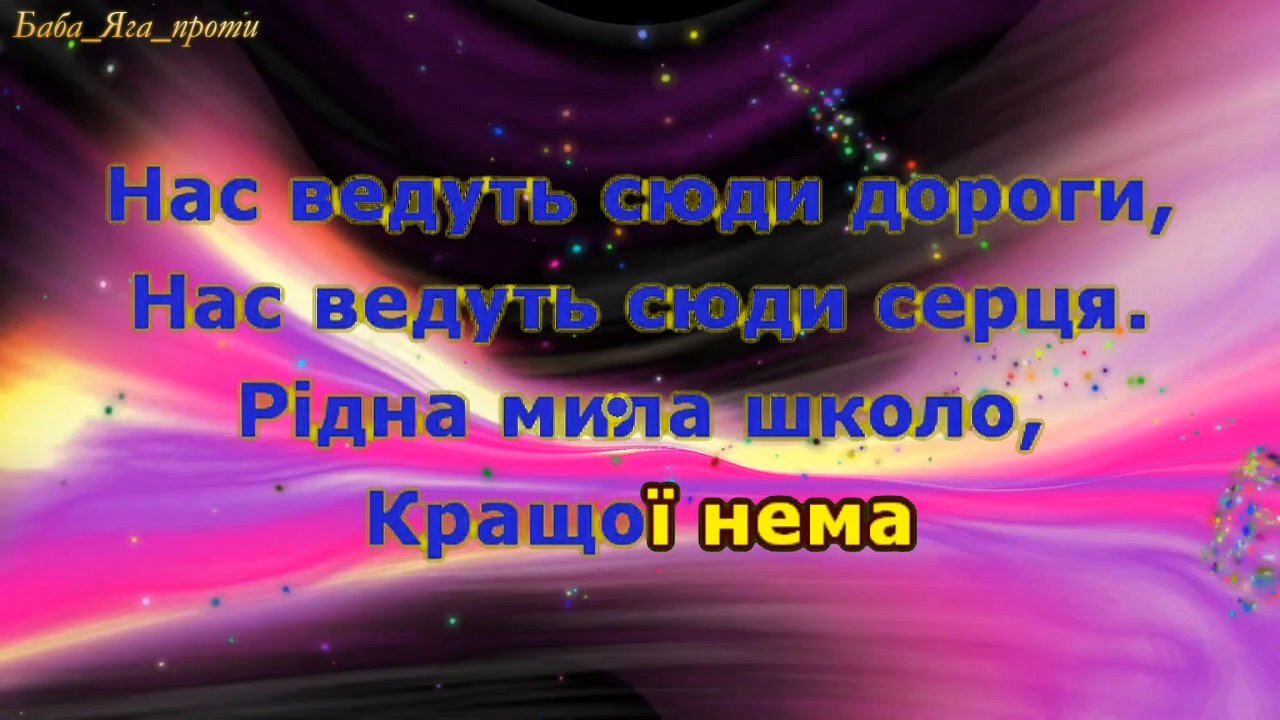 Баба_Яга_проти
Нас ведуть сюди дороги,
Нас ведуть сюди серця.
Рідна мила школо,
Кращої нема